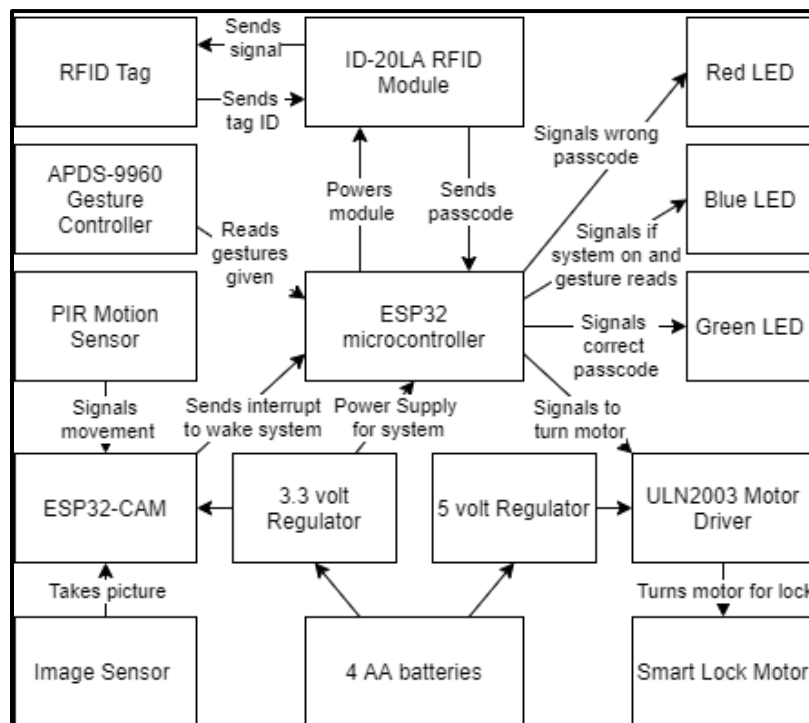 Sends
signal
RFID Tag
ID-20LA RFID
Module
Red LED
Sends
tag ID
Signals wrong
passcode
APDS-9960
Gesture
Controller
Powers
module
Sends
passcode
Blue LED
Reads
gestures
given
Signals if
system on and
gesture reads
PIR Motion
Sensor
ESP32
microcontroller
Signals
correct
passcode
Green LED
Signals
movement
Sends interrupt
to wake system
Power Supply
for system
Signals to
turn motor
ESP32-CAM
3.3 volt
Regulator
5 volt Regulator
ULN2003 Motor
Driver
Takes picture
Turns motor for lock
Image Sensor
4 AA batteries
Smart Lock Motor